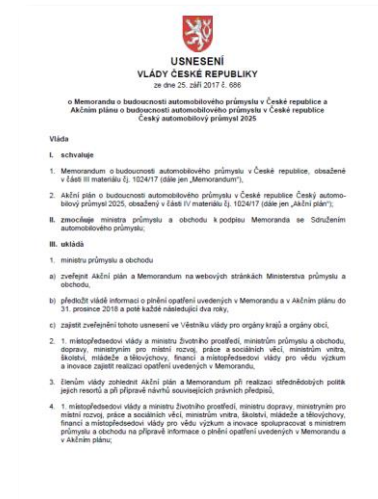 USNESENÍ
VLÁDY ČESKÉ REPUBLIKY
ze dne 25. září 2017 č. 686
o Memorandu o budoucnosti automobilového průmyslu v České republice a
Akčním plánu o budoucnosti automobilového průmyslu v České republice
Český automobilový průmysl 2025
Vláda
I. schvaluje
1. Memorandum o budoucnosti automobilového průmyslu v České republice, obsažené
v části III materiálu čj. 1024/17 (dále jen „Memorandum“),
2. Akční plán o budoucnosti automobilového průmyslu v České republice Český automo-
bilový průmysl 2025, obsažený v části IV materiálu čj. 1024/17 (dále jen „Akční plán“);
II. zmocňuje ministra průmyslu a obchodu k podpisu Memoranda se Sdružením
automobilového průmyslu;
III. ukládá
1. ministru průmyslu a obchodu
a) zveřejnit Akční plán a Memorandum na webových stránkách Ministerstva průmyslu a
obchodu,
b) předložit vládě informaci o plnění opatření uvedených v Memorandu a v Akčním plánu do
31. prosince 2018 a poté každé následující dva roky,
c) zajistit zveřejnění tohoto usnesení ve Věstníku vlády pro orgány krajů a orgány obcí,
2. 1. místopředsedovi vlády a ministru životního prostředí, ministrům průmyslu a obchodu,
dopravy, ministryním pro místní rozvoj, práce a sociálních věcí, ministrům vnitra,
školství, mládeže a tělovýchovy, financí a místopředsedovi vlády pro vědu výzkum
a inovace zajistit realizaci opatření uvedených v Memorandu,
3. členům vlády zohlednit Akční plán a Memorandum při realizaci střednědobých politik
jejich resortů a při přípravě návrhů souvisejících právních předpisů,
4. 1. místopředsedovi vlády a ministru životního prostředí, ministru dopravy, ministryním pro
místní rozvoj, práce a sociálních věcí, ministrům vnitra, školství, mládeže a tělovýchovy,
financí a místopředsedovi vlády pro vědu výzkum a inovace spolupracovat s ministrem
průmyslu a obchodu na přípravě informace o plnění opatření uvedených v Memorandu a
v Akčním plánu;